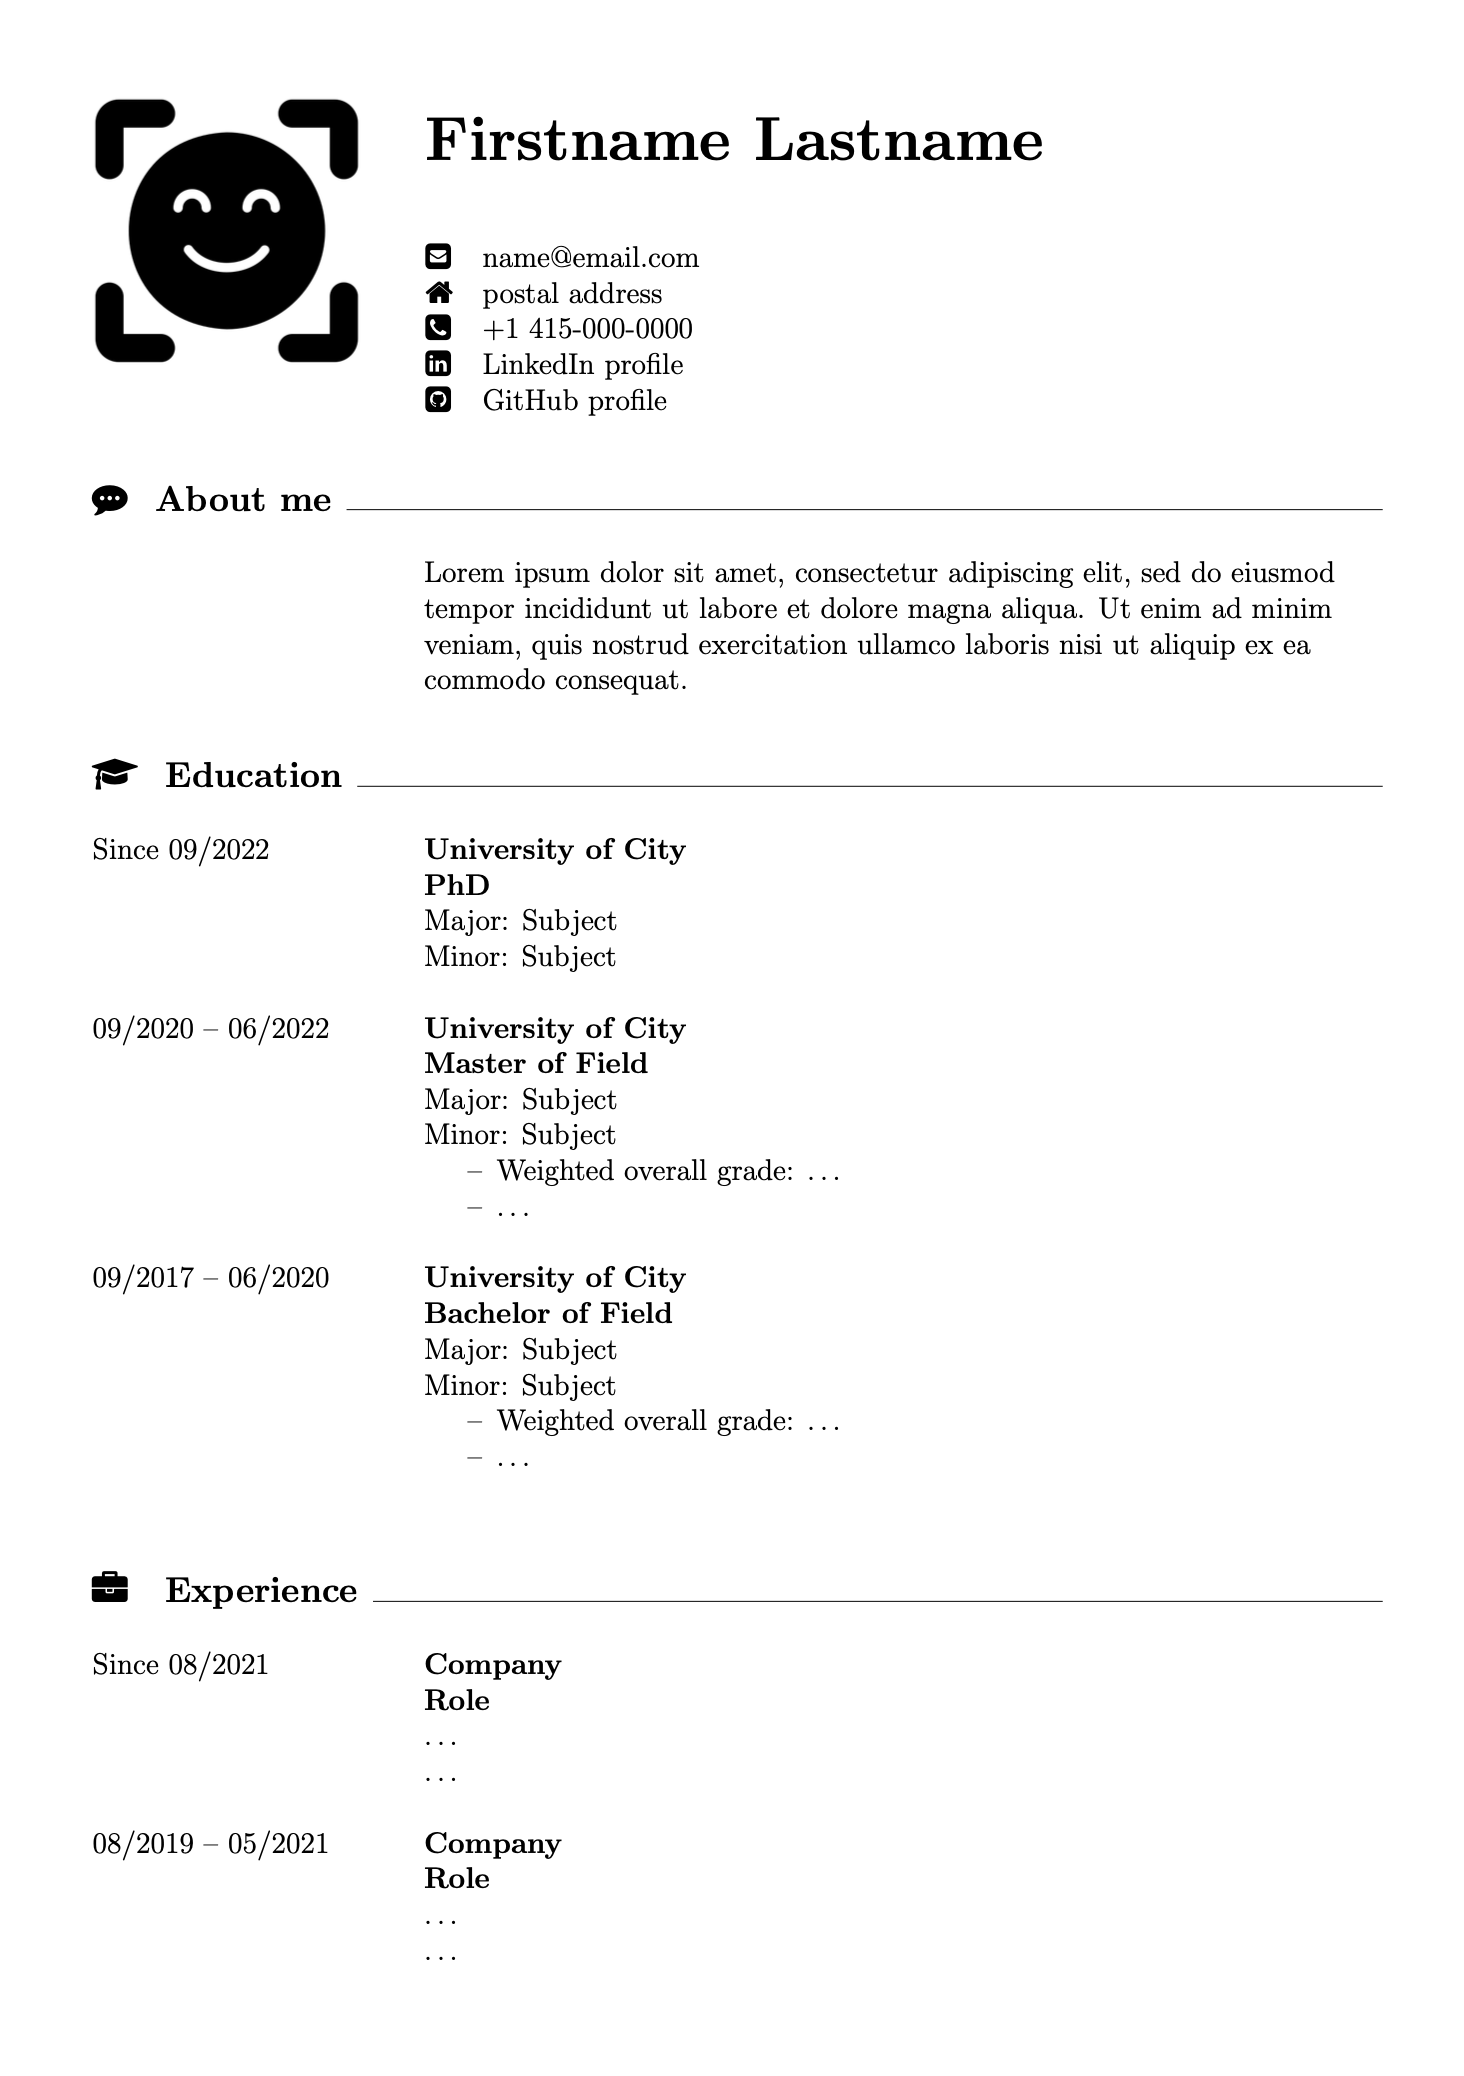 Firstname Lastname
name@email.com
postal address
+1 415-000-0000
LinkedIn profile
GitHub profile
About me
Lorem ipsum dolor sit amet, consectetur adipiscing elit, sed do eiusmod
tempor incididunt ut labore et dolore magna aliqua. Ut enim ad minim
veniam, quis nostrud exercitation ullamco laboris nisi ut aliquip ex ea
commodo consequat.
Education
Since 09/2022 University of City
PhD
Major: Subject
Minor: Subject
09/2020 – 06/2022 University of City
Master of Field
Major: Subject
Minor: Subject
– Weighted overall grade: . . .
– . . .
09/2017 – 06/2020 University of City
Bachelor of Field
Major: Subject
Minor: Subject
– Weighted overall grade: . . .
– . . .
Experience
Since 08/2021 Company
Role
. . .
. . .
08/2019 – 05/2021 Company
Role
. . .
. . .